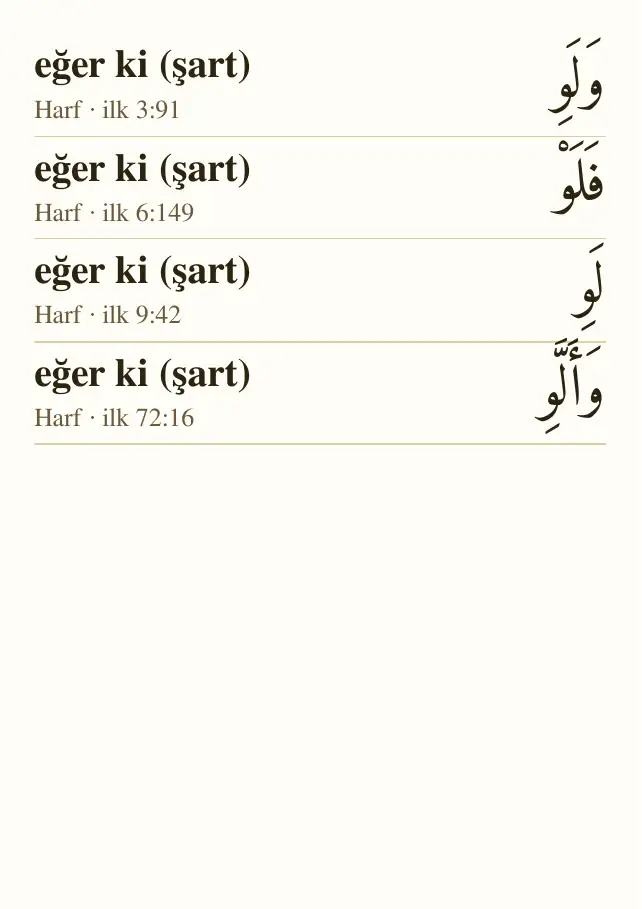 eğer ki (şart) وَلَوِ
Harf · ilk 3:91
eğer ki (şart) فَلَوْ
Harf · ilk 6:149
eğer ki (şart) لَوِ
Harf · ilk 9:42
eğer ki (şart) وَأَلَّوِ
Harf · ilk 72:16